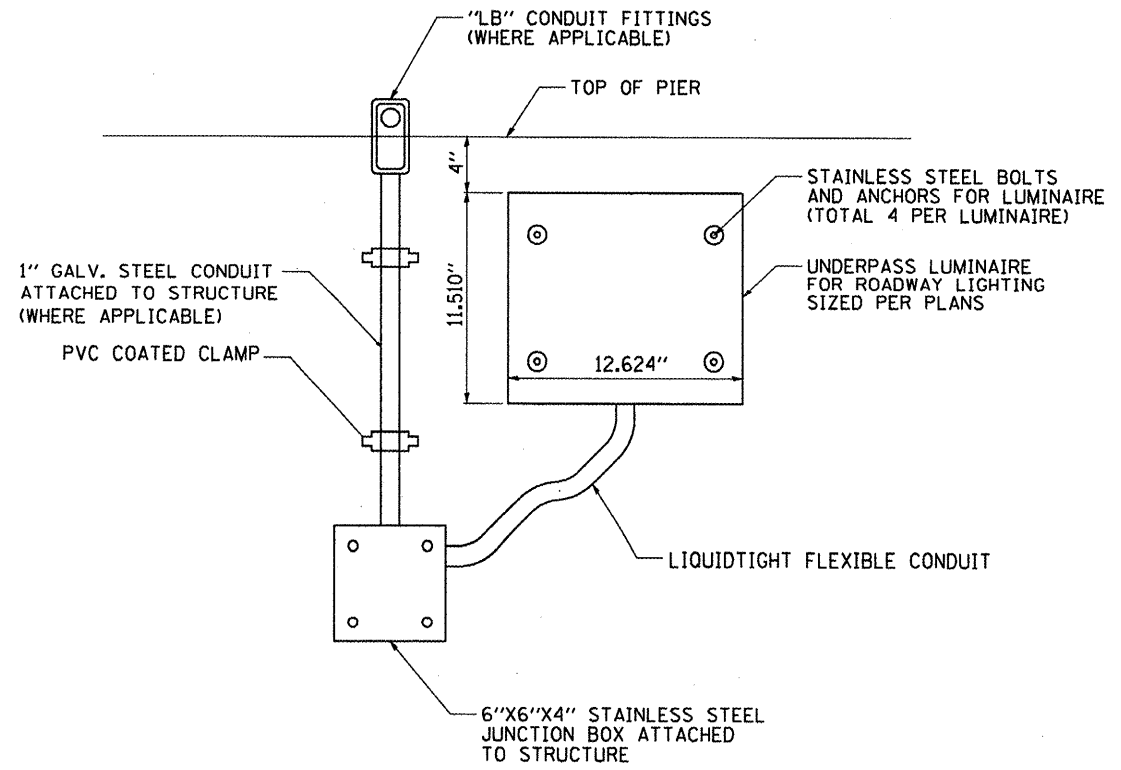 "LB" CONDUIT FITTINGS
(WHERE APPLICABLE)
TOP OF PIER
4"
STAINLESS STEEL BOLTS
AND ANCHORS FOR LUMINAIRE
(TOTAL 4 PER LUMINAIRE)
1" GALV. STEEL CONDUIT
ATTACHED TO STRUCTURE
(WHERE APPLICABLE)
11.510"
UNDERPASS LUMINAIRE
FOR ROADWAY LIGHTING
SIZED PER PLANS
PVC COATED CLAMP
12.624"
LIQUIDTIGHT FLEXIBLE CONDUIT
6"X6"X4" STAINLESS STEEL
JUNCTION BOX ATTACHED
TO STRUCTURE